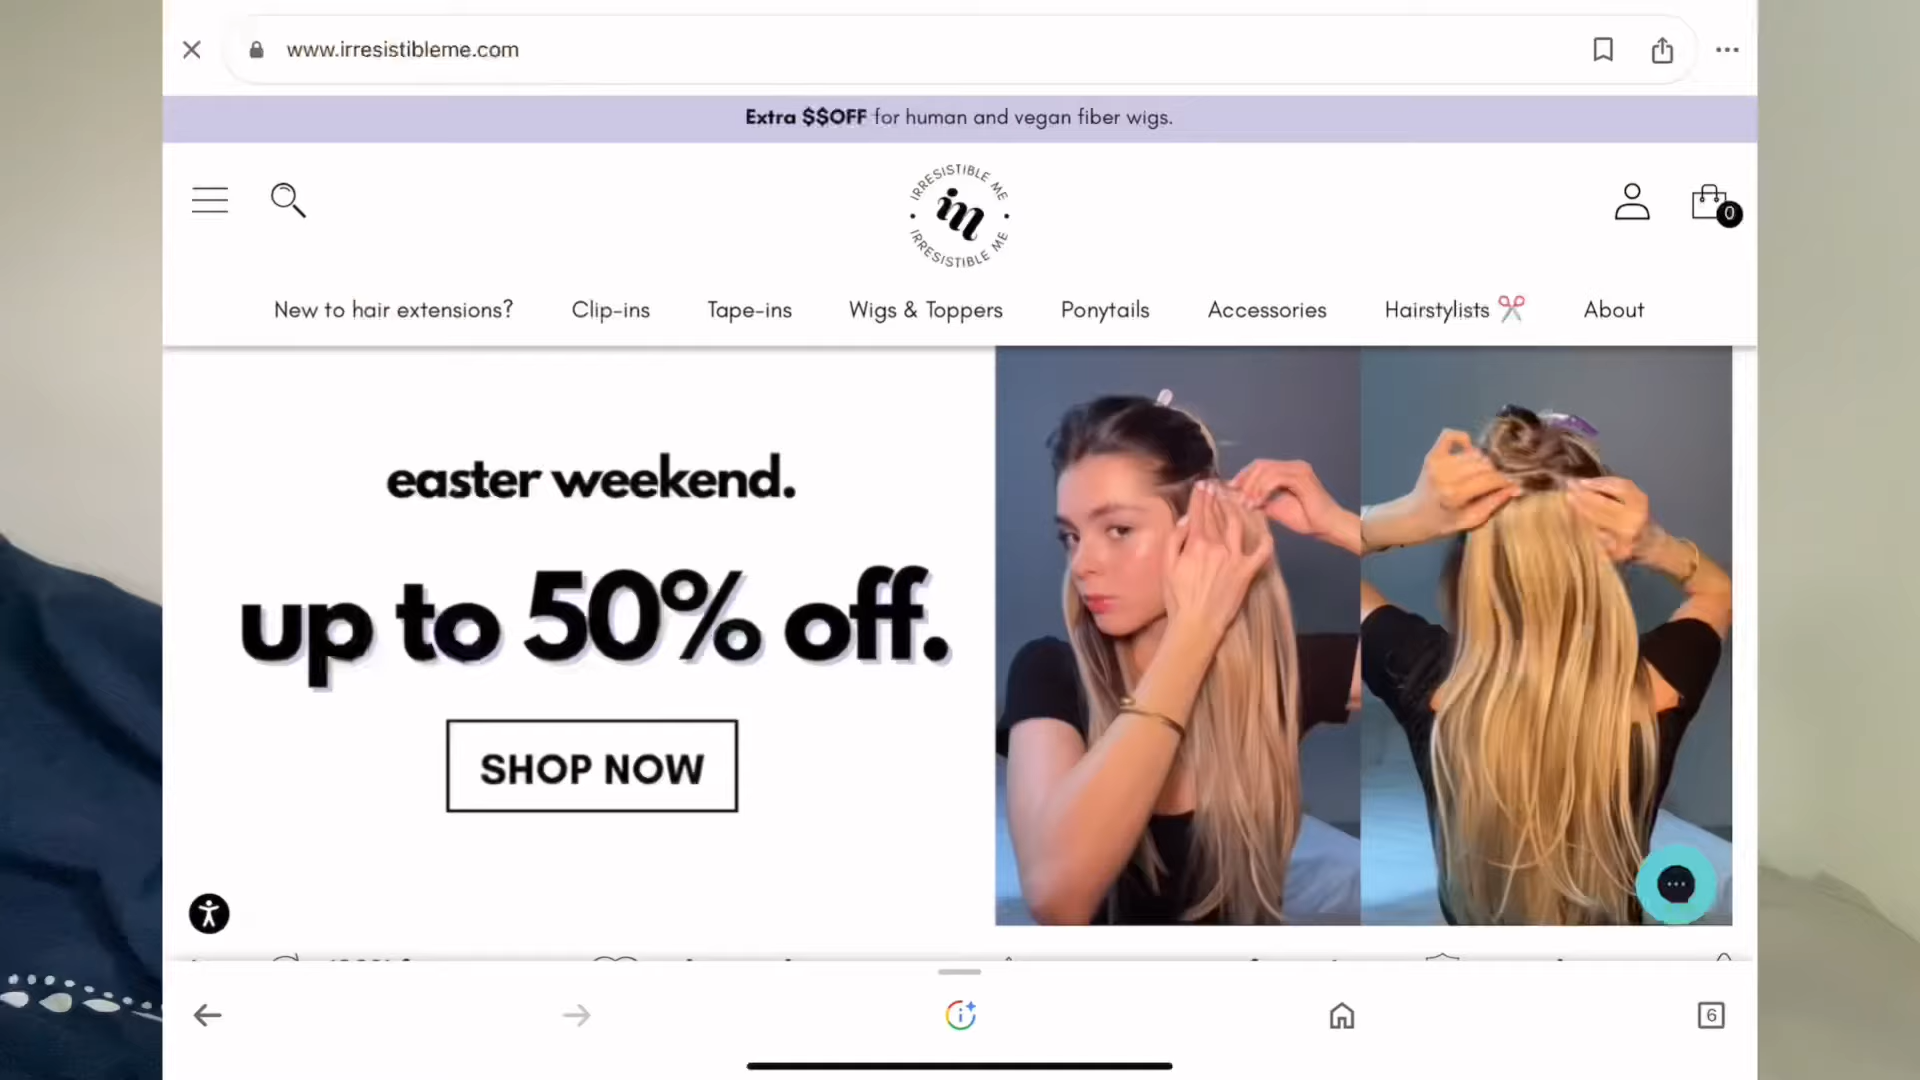 www.irresistibleme.com
Extra $$OFF for human and vegan fiber wigs.
IRRESISTIBLE ME
im
IRRESISTIBLE ME
0
New to hair extensions? Clip-ins Tape-ins Wigs & Toppers Ponytails Accessories Hairstylists About
easter weekend.
up to 50% off.
SHOP NOW
6